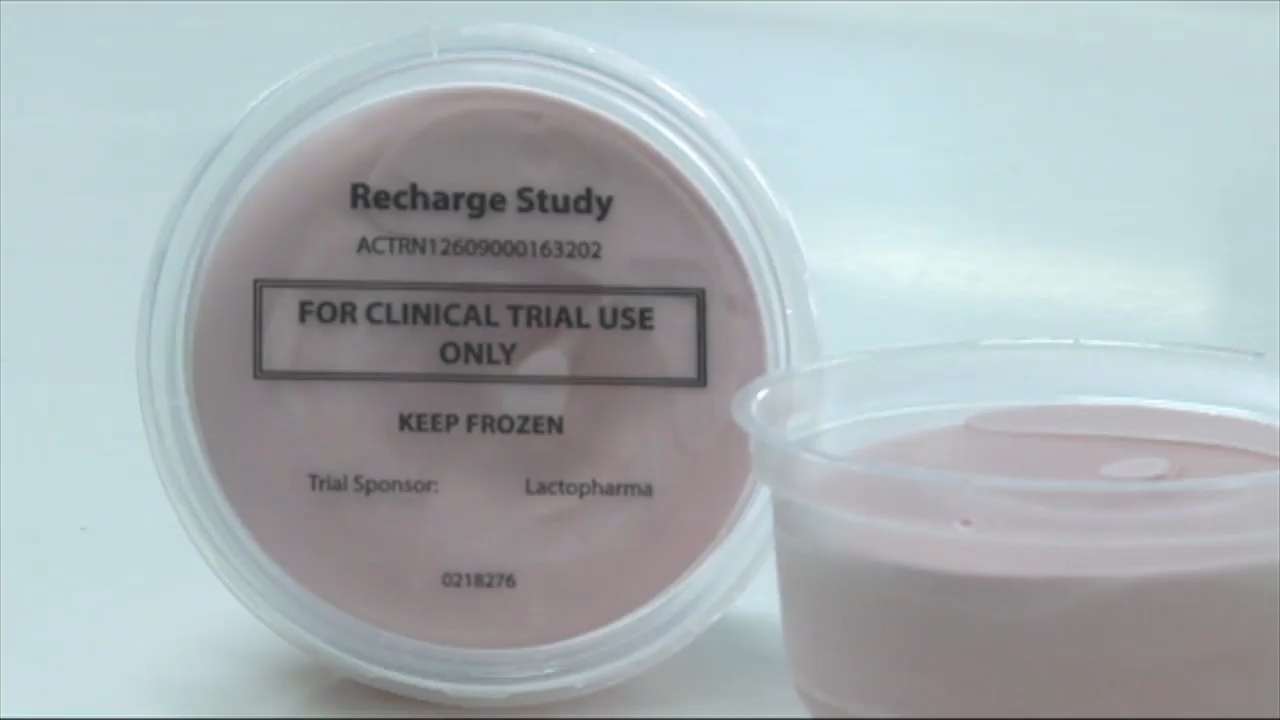 Recharge Study
ACTRN12609000163202
FOR CLINICAL TRIAL USE
ONLY
KEEP FROZEN
Trial Sponsor: Lactopharma
0218276